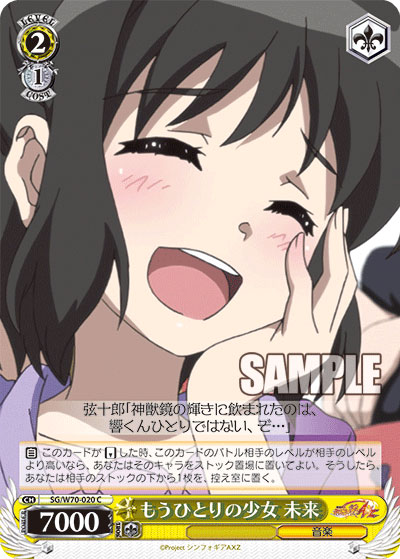 LEVEL
2
1
COST
SAMPLE
弦十郎「神獣鏡の輝きに飲まれたのは、
響くんひとりではない、ぞ…」
自 このカードが【】した時、このカードのバトル相手のレベルが相手のレベル
より高いなら、あなたはそのキャラをストック置場に置いてよい。そうしたら、
あなたは相手のストックの下から1枚を、控え室に置く。
CH SG/W70-020 C
もうひとりの少女 未来
7000
音楽
©Project シンフォギアAXZ